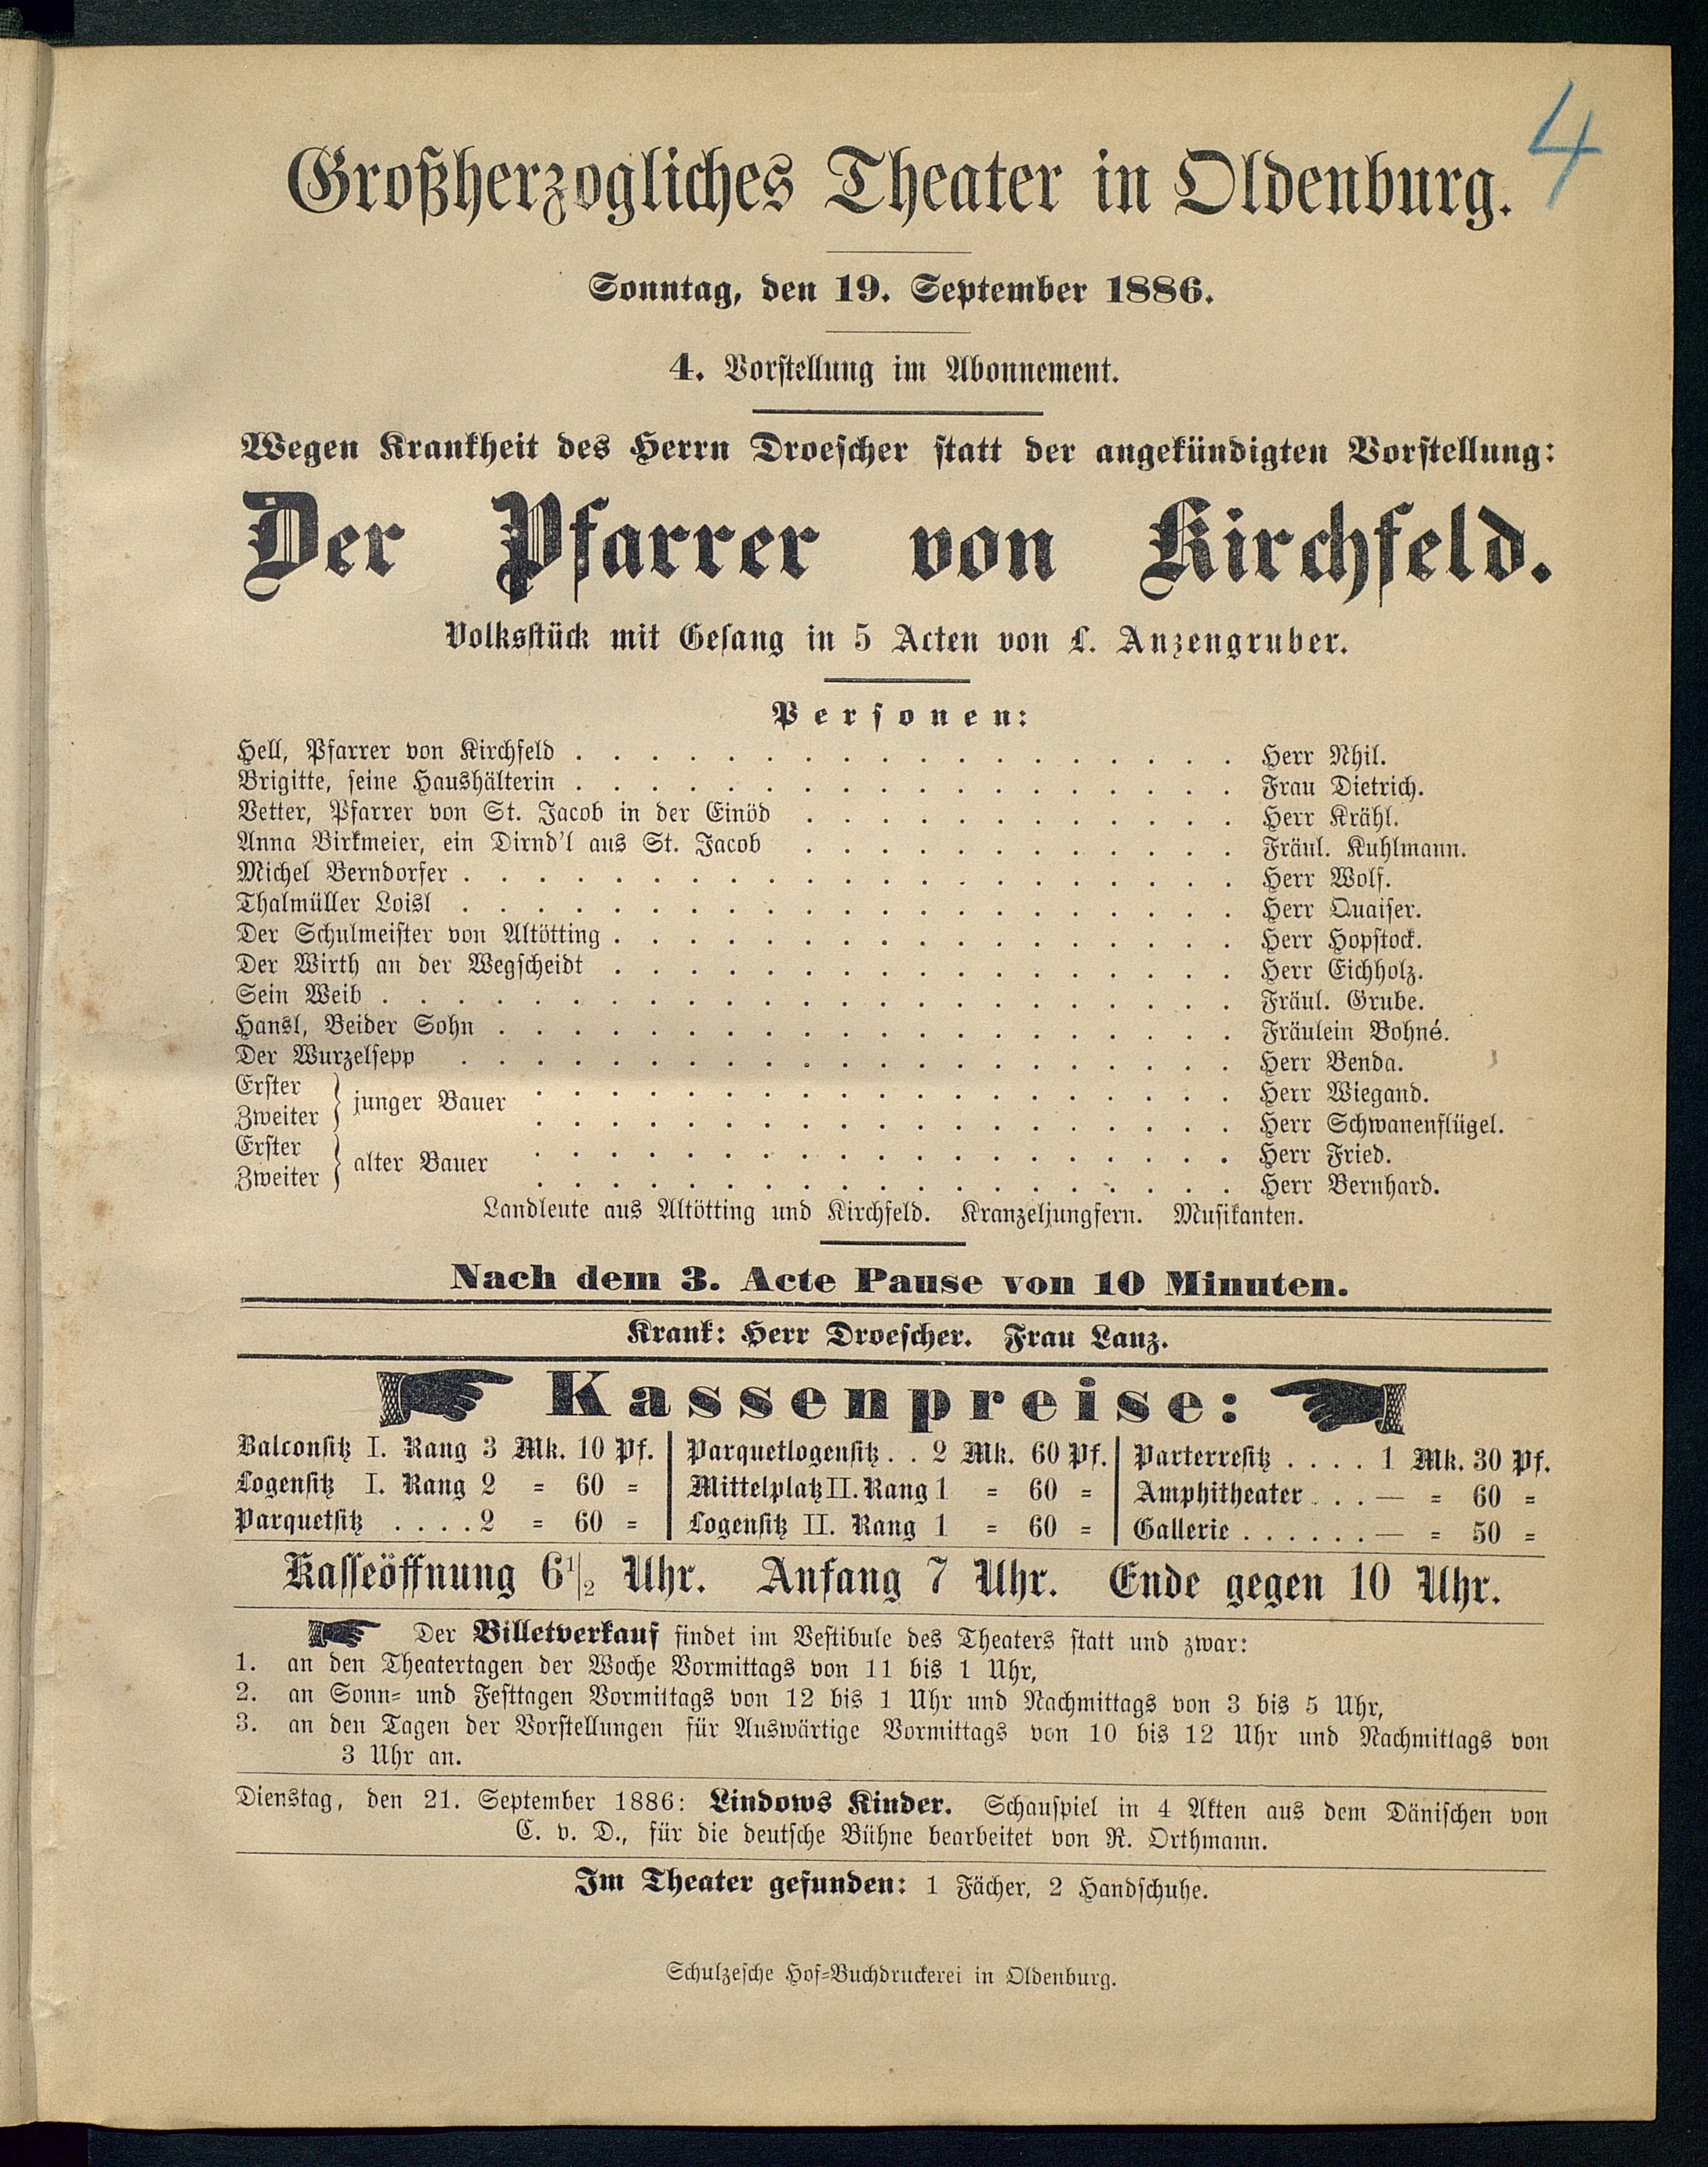 4
Großherzogliches Theater in Oldenburg.
Sonntag, den 19. September 1886.
4. Vorstellung im Abonnement.
Wegen Krankheit des Herrn Droescher statt der angekündigten Vorstellung:
Der Pfarrer von Kirchfeld.
Volksstück mit Gesang in 5 Acten von L. Anzengruber.
Personen:
Hell, Pfarrer von Kirchfeld . . . . . . . . . . . . . . . . . . Herr Nhil.
Brigitte, seine Haushälterin . . . . . . . . . . . . . . . . . . Frau Dietrich.
Vetter, Pfarrer von St. Jacob in der Einöd . . . . . . . . . . . . Herr Krähl.
Anna Birkmeier, ein Dirnd'l aus St. Jacob . . . . . . . . . . . . Fräul. Kuhlmann.
Michel Berndorfer . . . . . . . . . . . . . . . . . . . . . Herr Wolf.
Thalmüller Loisl . . . . . . . . . . . . . . . . . . . . . Herr Quaiser.
Der Schulmeister von Altötting . . . . . . . . . . . . . . . . . Herr Hopstock.
Der Wirth an der Wegscheidt . . . . . . . . . . . . . . . . . Herr Eichholz.
Sein Weib . . . . . . . . . . . . . . . . . . . . . . . Fräul. Grube.
Hansl, Beider Sohn . . . . . . . . . . . . . . . . . . . . Fräulein Bohné.
Der Wurzelsepp . . . . . . . . . . . . . . . . . . . . . Herr Benda.
Erster } junger Bauer . . . . . . . . . . . . . . . . . . . Herr Wiegand.
Zweiter . . . . . . . . . . . . . . . . . . . Herr Schwanenflügel.
Erster } alter Bauer . . . . . . . . . . . . . . . . . . . Herr Fried.
Zweiter . . . . . . . . . . . . . . . . . . . Herr Bernhard.
Landleute aus Altötting und Kirchfeld. Kranzeljungfern. Musikanten.
Nach dem 3. Acte Pause von 10 Minuten.
Krank: Herr Droescher. Frau Lanz.
Kassenpreise:
Balconsitz I. Rang 3 Mk. 10 Pf. | Parquetlogensitz . . 2 Mk. 60 Pf. | Parterresitz . . . . 1 Mk. 30 Pf.
Logensitz I. Rang 2 = 60 = | Mittelplatz II. Rang 1 = 60 = | Amphitheater . . . — = 60 =
Parquetsitz . . . . 2 = 60 = | Logensitz II. Rang 1 = 60 = | Gallerie . . . . . . — = 50 =
Kasseöffnung 6½ Uhr. Anfang 7 Uhr. Ende gegen 10 Uhr.
Der Billetverkauf findet im Vestibule des Theaters statt und zwar:
1. an den Theatertagen der Woche Vormittags von 11 bis 1 Uhr,
2. an Sonn= und Festtagen Vormittags von 12 bis 1 Uhr und Nachmittags von 3 bis 5 Uhr,
3. an den Tagen der Vorstellungen für Auswärtige Vormittags von 10 bis 12 Uhr und Nachmittags von
3 Uhr an.
Dienstag, den 21. September 1886: Lindows Kinder. Schauspiel in 4 Akten aus dem Dänischen von
C. v. D., für die deutsche Bühne bearbeitet von R. Orthmann.
Im Theater gefunden: 1 Fächer, 2 Handschuhe.
Schulzesche Hof=Buchdruckerei in Oldenburg.